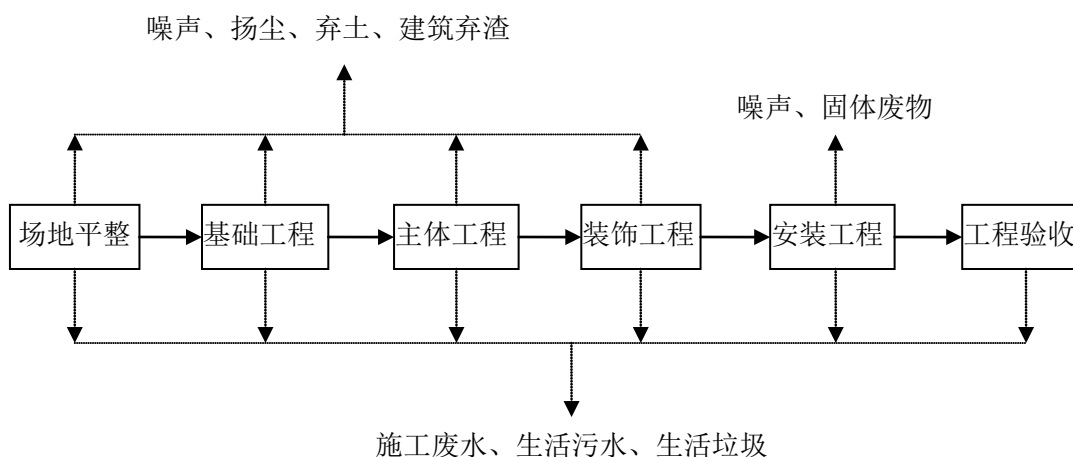 噪声、扬尘、弃土、建筑弃渣
噪声、固体废物
场地平整
基础工程
主体工程
装饰工程
安装工程
工程验收
施工废水、生活污水、生活垃圾